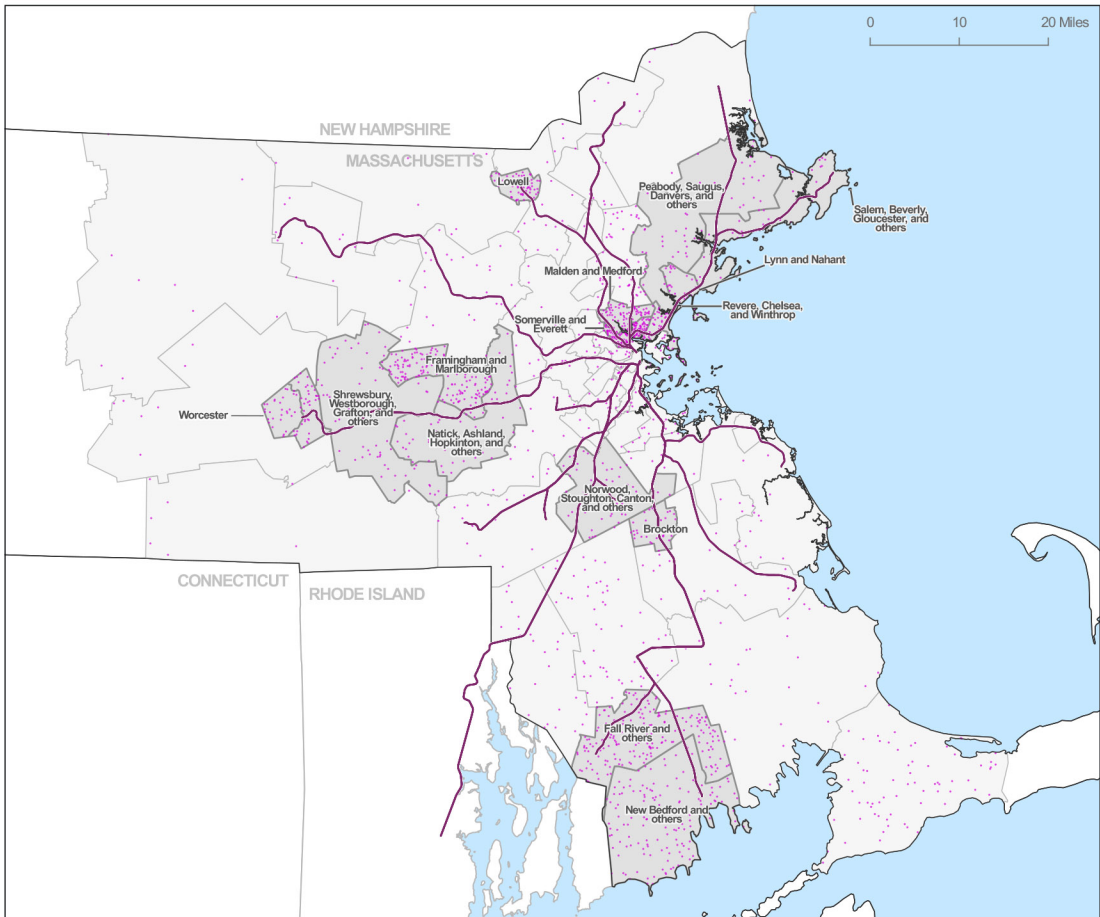 0 10 20 Miles
NEW HAMPSHIRE
MASSACHUSETTS
Lowell
Peabody, Saugus,
Danvers, and
others
Salem, Beverly,
Gloucester, and
others
Lynn and Nahant
Malden and Medford
Revere, Chelsea,
and Winthrop
Somerville and
Everett
Framingham and
Marlborough
Shrewsbury,
Westborough,
Grafton, and
others
Worcester
Natick, Ashland,
Hopkinton, and
others
Norwood,
Stoughton, Canton,
and others
Brockton
CONNECTICUT
RHODE ISLAND
Fall River and
others
New Bedford and
others